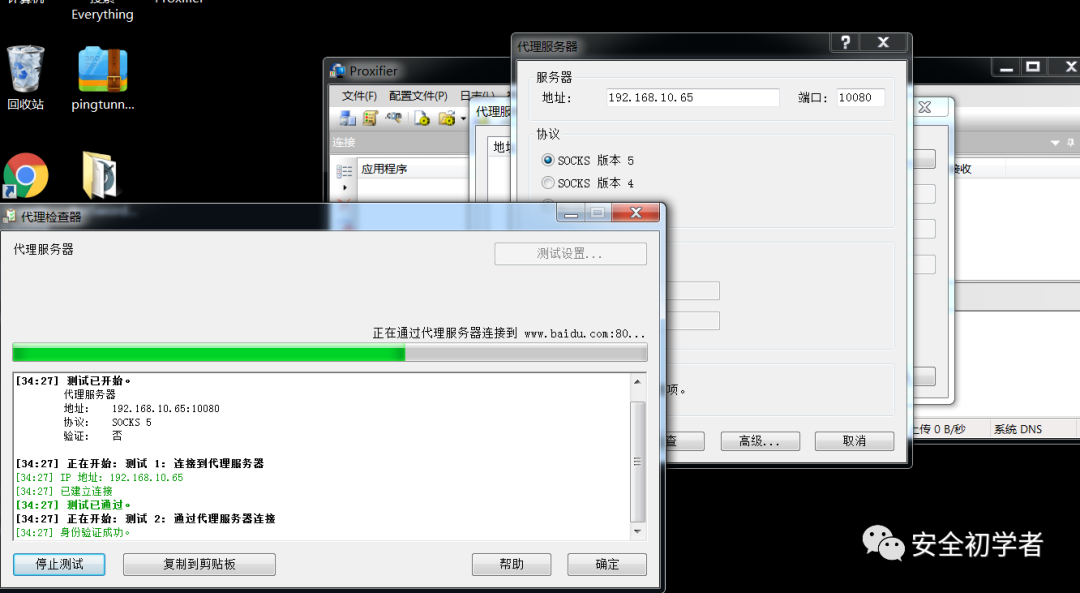 Everything
回收站
pingtunn...
Proxifier
文件(F) 配置文件(P) 日志(L)
连接
应用程序
接收
上传 0 B/秒 系统 DNS
代理服
地址
代理服务器
服务器
地址: 192.168.10.65 端口: 10080
协议
SOCKS 版本 5
SOCKS 版本 4
项。
查 高级... 取消
代理检查器
代理服务器
测试设置...
正在通过代理服务器连接到 www.baidu.com:80...
[34:27] 测试已开始。
代理服务器
地址: 192.168.10.65:10080
协议: SOCKS 5
验证: 否
[34:27] 正在开始: 测试 1: 连接到代理服务器
[34:27] IP 地址: 192.168.10.65
[34:27] 已建立连接
[34:27] 测试已通过。
[34:27] 正在开始: 测试 2: 通过代理服务器连接
[34:27] 身份验证成功。
停止测试 复制到剪贴板 帮助 确定
安全初学者